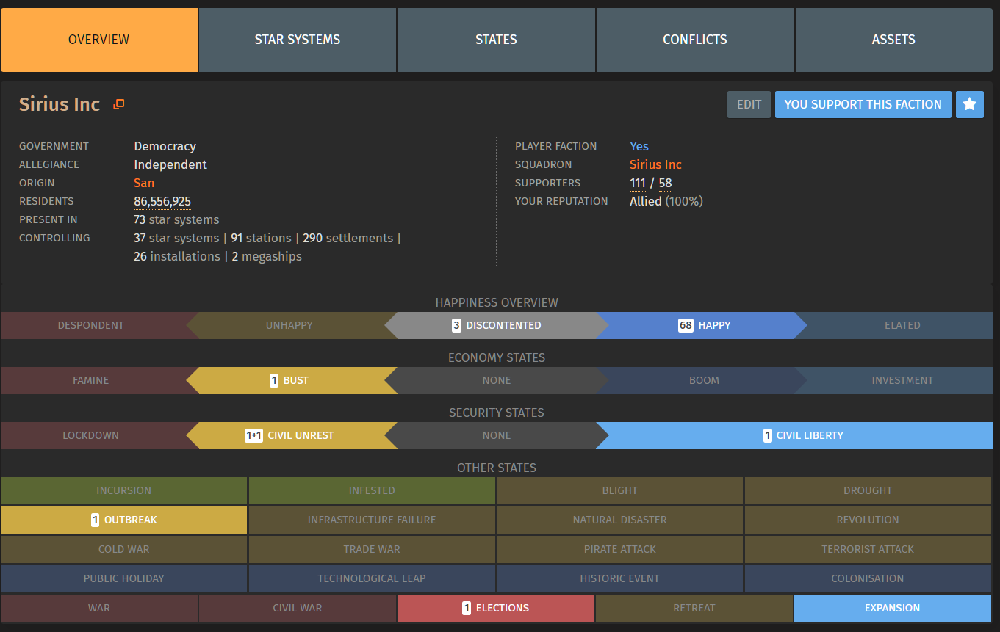 OVERVIEW STAR SYSTEMS STATES CONFLICTS ASSETS
Sirius Inc EDIT YOU SUPPORT THIS FACTION
GOVERNMENT Democracy PLAYER FACTION Yes
ALLEGIANCE Independent SQUADRON Sirius Inc
ORIGIN San SUPPORTERS 111 / 58
RESIDENTS 86,556,925 YOUR REPUTATION Allied (100%)
PRESENT IN 73 star systems
CONTROLLING 37 star systems | 91 stations | 290 settlements |
26 installations | 2 megaships
HAPPINESS OVERVIEW
DESPONDENT UNHAPPY 3 DISCONTENTED 68 HAPPY ELATED
ECONOMY STATES
FAMINE 1 BUST NONE BOOM INVESTMENT
SECURITY STATES
LOCKDOWN 1+1 CIVIL UNREST NONE 1 CIVIL LIBERTY
OTHER STATES
INCURSION INFESTED BLIGHT DROUGHT
1 OUTBREAK INFRASTRUCTURE FAILURE NATURAL DISASTER REVOLUTION
COLD WAR TRADE WAR PIRATE ATTACK TERRORIST ATTACK
PUBLIC HOLIDAY TECHNOLOGICAL LEAP HISTORIC EVENT COLONISATION
WAR CIVIL WAR 1 ELECTIONS RETREAT EXPANSION